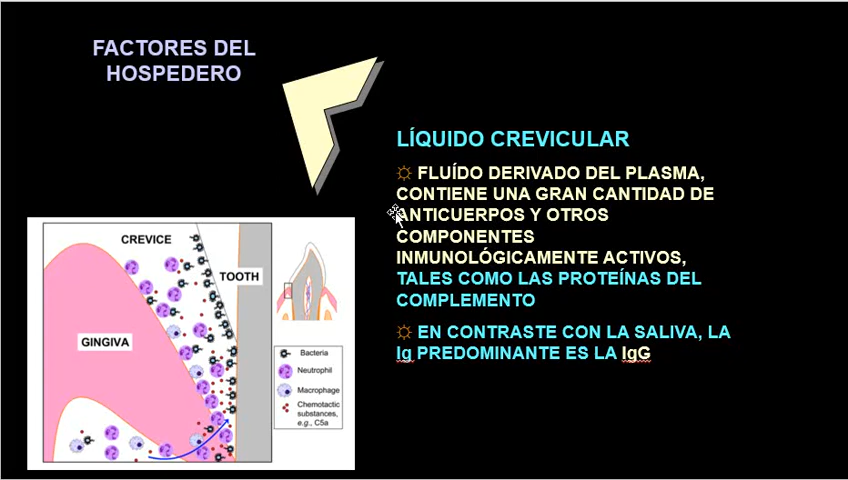 FACTORES DEL
HOSPEDERO
LÍQUIDO CREVICULAR
☼ FLUÍDO DERIVADO DEL PLASMA,
CONTIENE UNA GRAN CANTIDAD DE
ANTICUERPOS Y OTROS
COMPONENTES
INMUNOLÓGICAMENTE ACTIVOS,
TALES COMO LAS PROTEÍNAS DEL
COMPLEMENTO
☼ EN CONTRASTE CON LA SALIVA, LA
Ig PREDOMINANTE ES LA IgG
CREVICE
TOOTH
GINGIVA
Bacteria
Neutrophil
Macrophage
Chemotactic
substances,
e.g., C5a